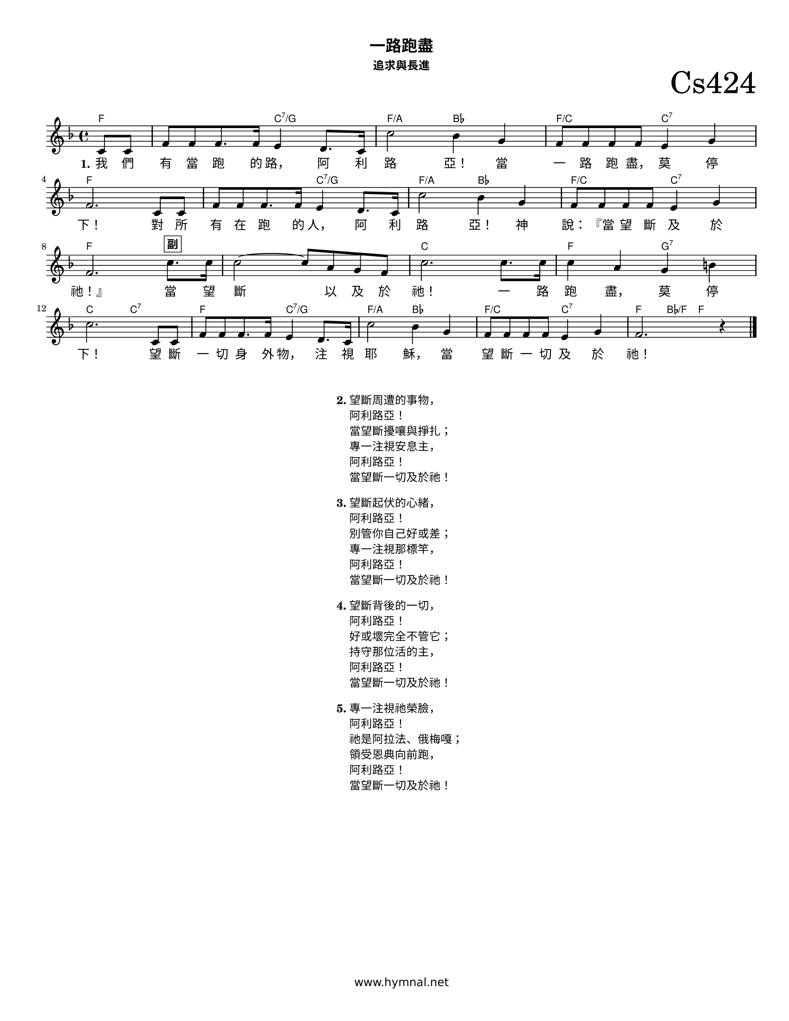 一路跑盡
追求與長進
Cs424
F C7/G F/A B♭ F/C C7
1. 我 們 有 當 跑 的 路， 阿 利 路 亞！ 當 一 路 跑 盡， 莫 停
4 F C7/G F/A B♭ F/C C7
下！ 對 所 有 在 跑 的 人， 阿 利 路 亞！ 神 說：『當 望 斷 及 於
8 F 副 C F G7
祂！』 當 望 斷 以 及 於 祂！ 一 路 跑 盡， 莫 停
12 C C7 F C7/G F/A B♭ F/C C7 F B♭/F F
下！ 望 斷 一 切 身 外 物， 注 視 耶 穌， 當 望 斷 一 切 及 於 祂！
2. 望斷周遭的事物，
阿利路亞！
當望斷擾嚷與掙扎；
專一注視安息主，
阿利路亞！
當望斷一切及於祂！
3. 望斷起伏的心緒，
阿利路亞！
別管你自己好或差；
專一注視那標竿，
阿利路亞！
當望斷一切及於祂！
4. 望斷背後的一切，
阿利路亞！
好或壞完全不管它；
持守那位活的主，
阿利路亞！
當望斷一切及於祂！
5. 專一注視祂榮臉，
阿利路亞！
祂是阿拉法、俄梅嘎；
領受恩典向前跑，
阿利路亞！
當望斷一切及於祂！
www.hymnal.net